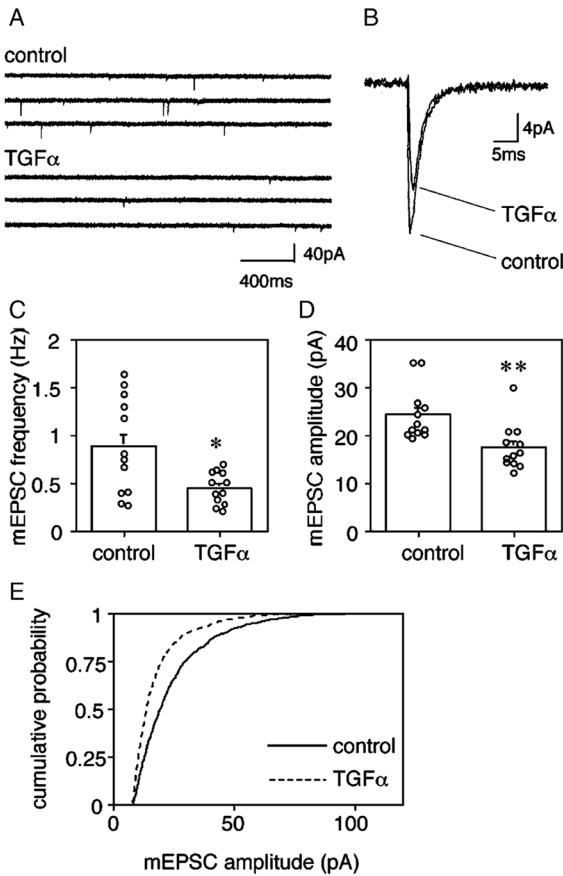 A
control
TGFα
40pA
400ms
B
4pA
5ms
TGFα
control
C
mEPSC frequency (Hz)
2
1.5
1
0.5
0
*
control
TGFα
D
mEPSC amplitude (pA)
40
30
20
10
0
**
control
TGFα
E
cumulative probability
1
0.75
0.5
0.25
0
control
TGFα
0
50
100
mEPSC amplitude (pA)